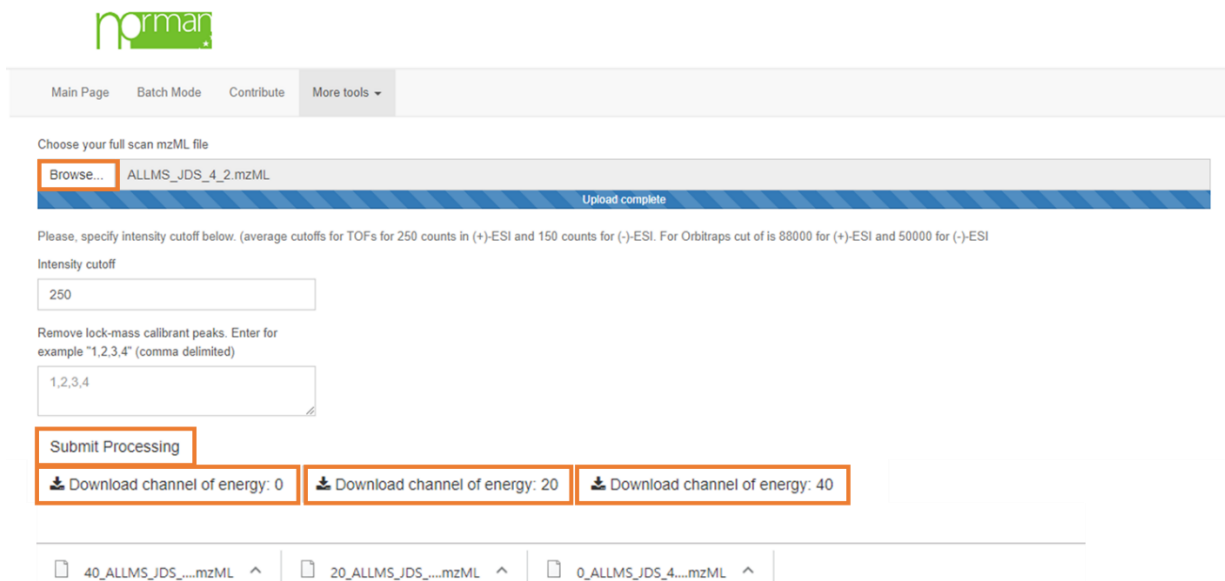 norman
Main Page Batch Mode Contribute More tools
Choose your full scan mzML file
Browse... ALLMS_JDS_4_2.mzML
Upload complete
Please, specify intensity cutoff below. (average cutoffs for TOFs for 250 counts in (+)-ESI and 150 counts for (-)-ESI. For Orbitraps cut of is 88000 for (+)-ESI and 50000 for (-)-ESI
Intensity cutoff
250
Remove lock-mass calibrant peaks. Enter for
example "1,2,3,4" (comma delimited)
1,2,3,4
Submit Processing
Download channel of energy: 0 Download channel of energy: 20 Download channel of energy: 40
40_ALLMS_JDS_....mzML 20_ALLMS_JDS_....mzML 0_ALLMS_JDS_4....mzML